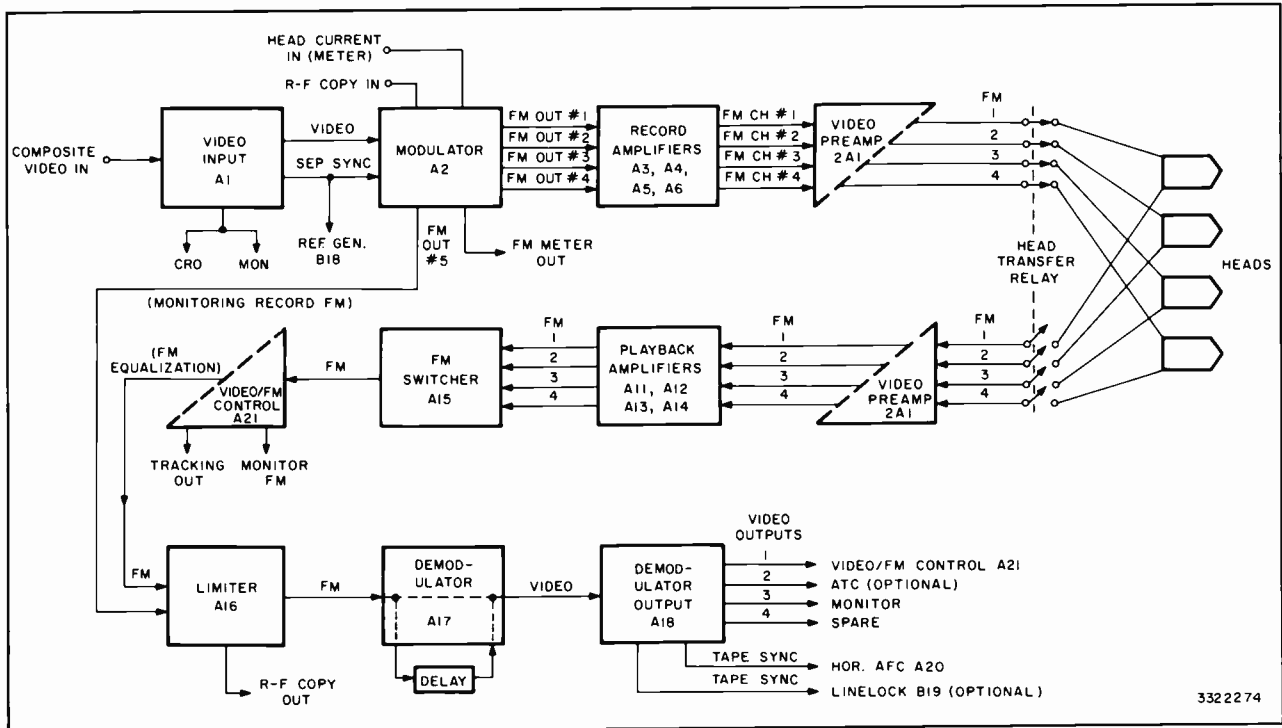 HEAD CURRENT
IN (METER)
R-F COPY IN
COMPOSITE
VIDEO IN
VIDEO
INPUT
A1
VIDEO
SEP SYNC
CRO
MON
REF. GEN.
B18
MODULATOR
A2
FM
OUT
#5
FM METER
OUT
FM OUT #1
FM OUT #2
FM OUT #3
FM OUT #4
RECORD
AMPLIFIERS
A3, A4,
A5, A6
FM CH #1
FM CH #2
FM CH #3
FM CH #4
VIDEO
PREAMP
2A1
FM
1
2
3
4
HEAD
TRANSFER
RELAY
HEADS
(MONITORING RECORD FM)
(FM
EQUALIZATION)
VIDEO/FM
CONTROL
A21
TRACKING
OUT
MONITOR
FM
FM
FM
SWITCHER
A15
FM
1
2
3
4
PLAYBACK
AMPLIFIERS
A11, A12
A13, A14
FM
1
2
3
4
VIDEO
PREAMP
2A1
FM
1
2
3
4
FM
LIMITER
A16
R-F COPY
OUT
FM
DEMOD-
ULATOR
A17
DELAY
VIDEO
DEMOD-
ULATOR
OUTPUT
A18
VIDEO
OUTPUTS
1
VIDEO/FM CONTROL A21
2
ATC (OPTIONAL)
3
MONITOR
4
SPARE
TAPE SYNC
HOR. AFC A20
TAPE SYNC
LINELOCK B19 (OPTIONAL)
3322274